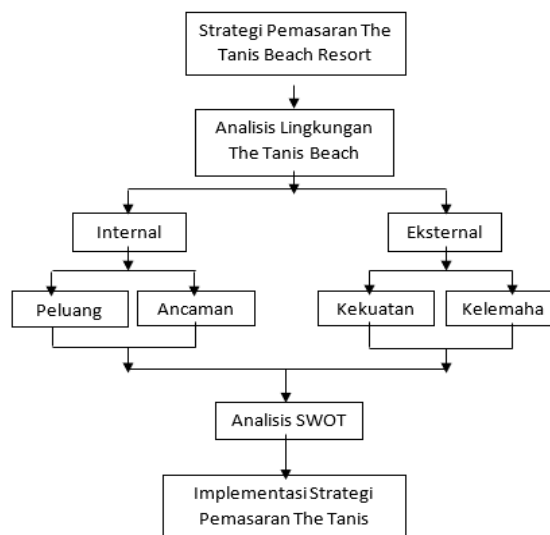 Strategi Pemasaran The
Tanis Beach Resort
Analisis Lingkungan
The Tanis Beach
Internal
Eksternal
Peluang
Ancaman
Kekuatan
Kelemaha
Analisis SWOT
Implementasi Strategi
Pemasaran The Tanis